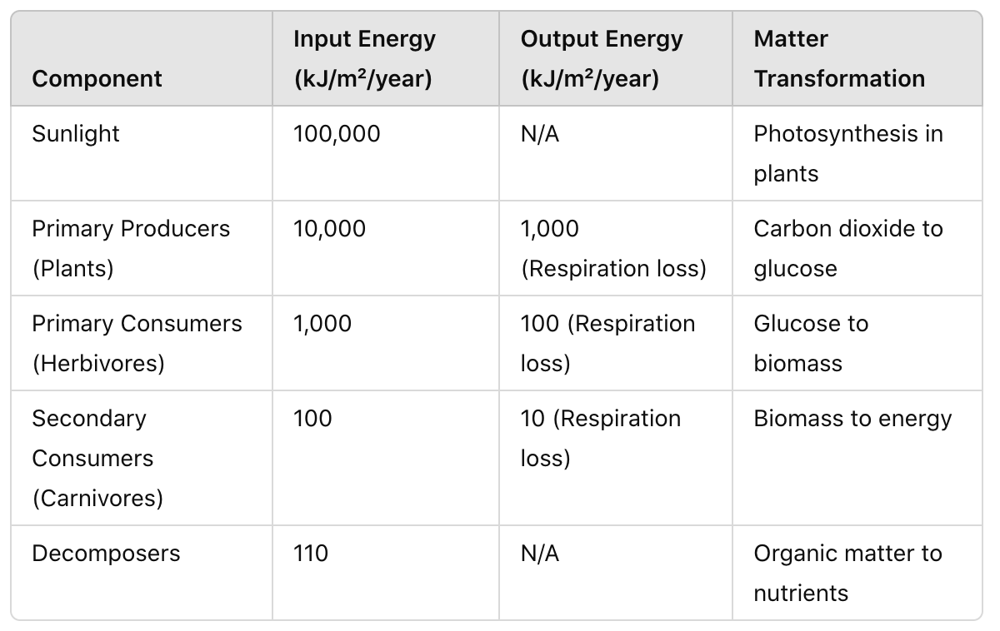 Component
Input Energy
(kJ/m²/year)
Output Energy
(kJ/m²/year)
Matter
Transformation
Sunlight
100,000
N/A
Photosynthesis in
plants
Primary Producers
(Plants)
10,000
1,000
(Respiration loss)
Carbon dioxide to
glucose
Primary Consumers
(Herbivores)
1,000
100 (Respiration
loss)
Glucose to
biomass
Secondary
Consumers
(Carnivores)
100
10 (Respiration
loss)
Biomass to energy
Decomposers
110
N/A
Organic matter to
nutrients